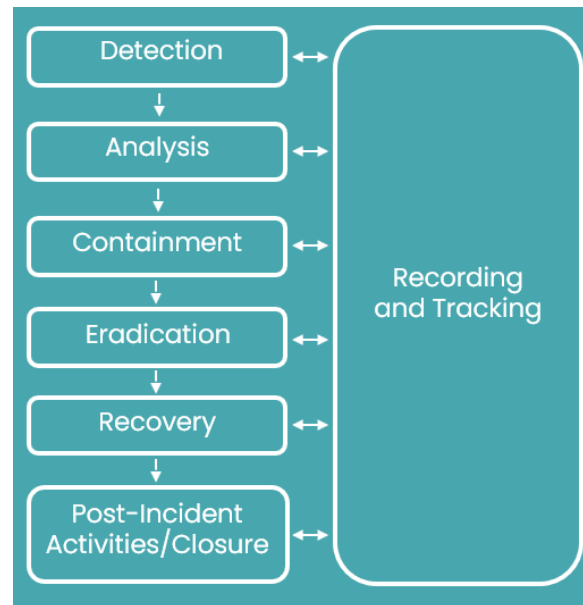 Detection
Analysis
Containment
Eradication
Recovery
Post-Incident
Activities/Closure
Recording
and Tracking